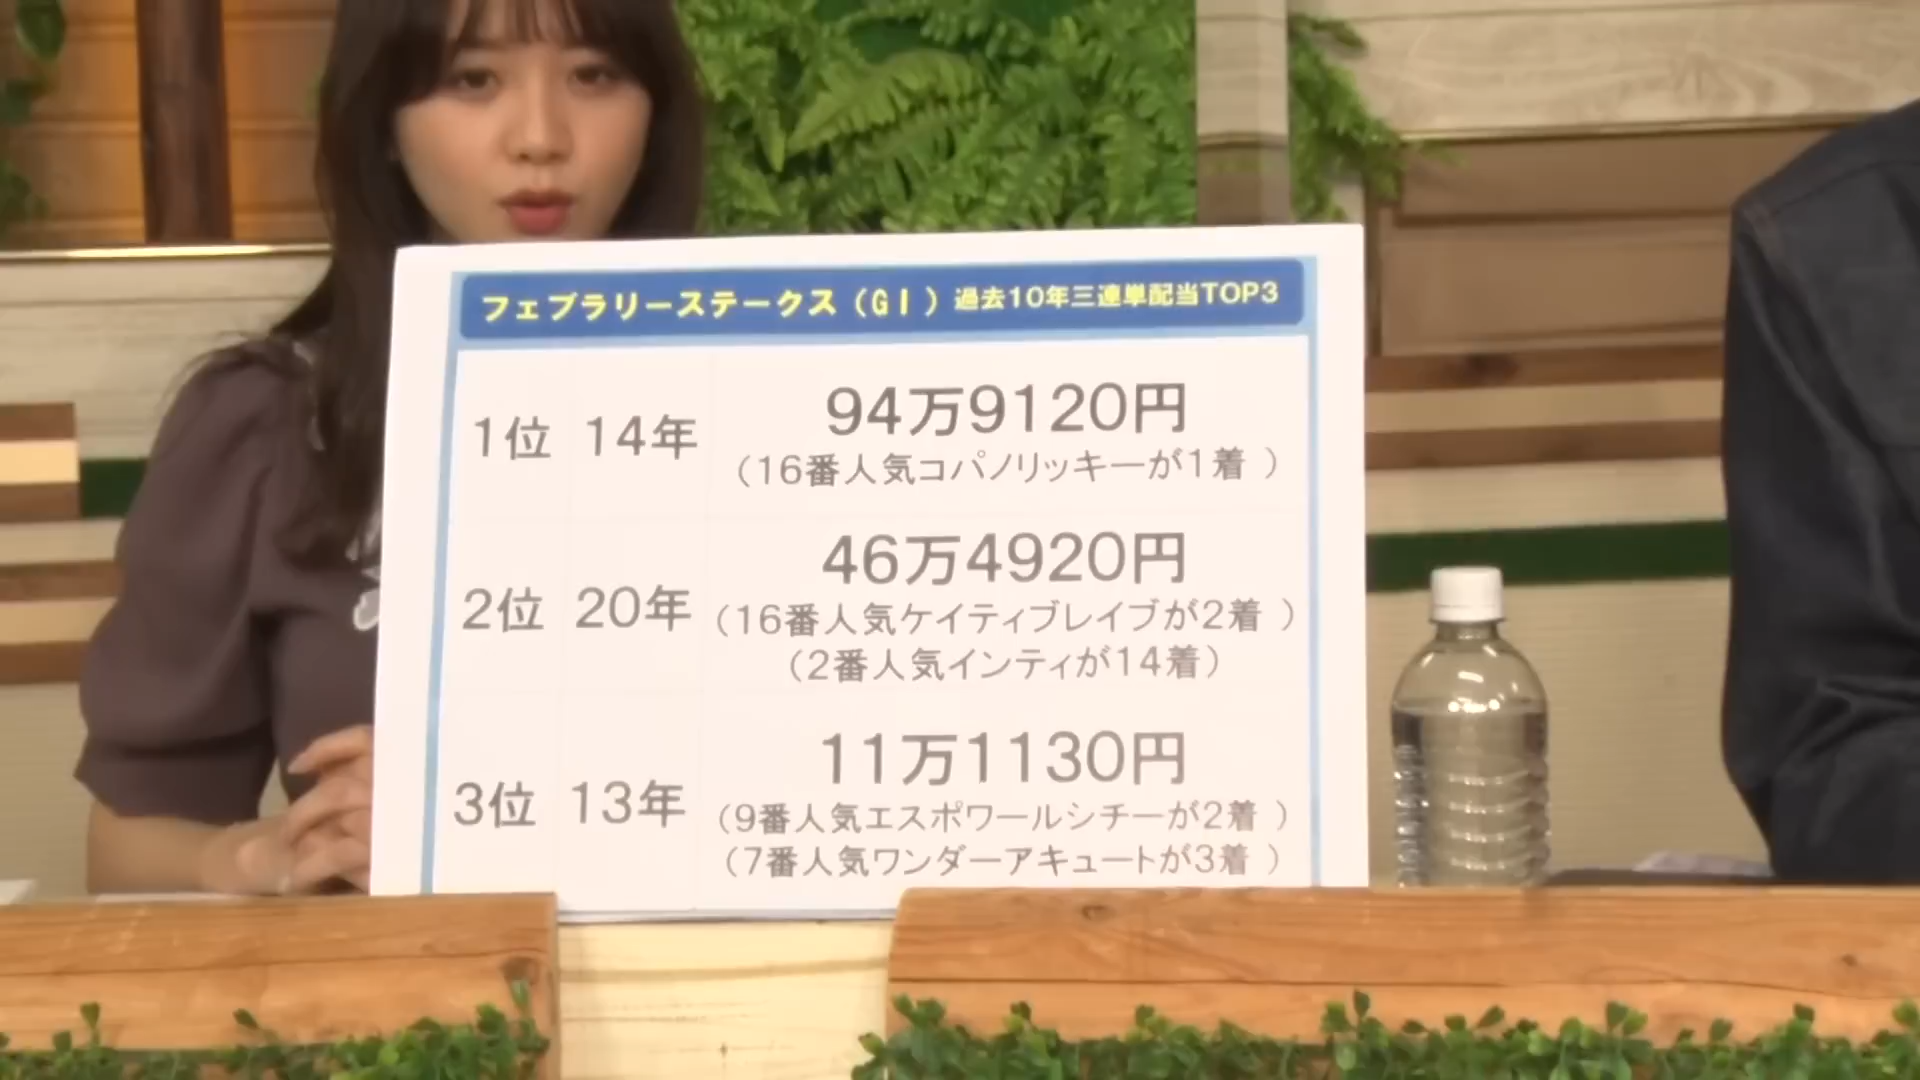 フェブラリーステークス（GⅠ）過去10年三連単配当TOP3
1位 14年 94万9120円
（16番人気コパノリッキーが1着 ）
2位 20年 46万4920円
（16番人気ケイティブレイブが2着 ）
（2番人気インティが14着）
3位 13年 11万1130円
（9番人気エスポワールシチーが2着 ）
（7番人気ワンダーアキュートが3着 ）